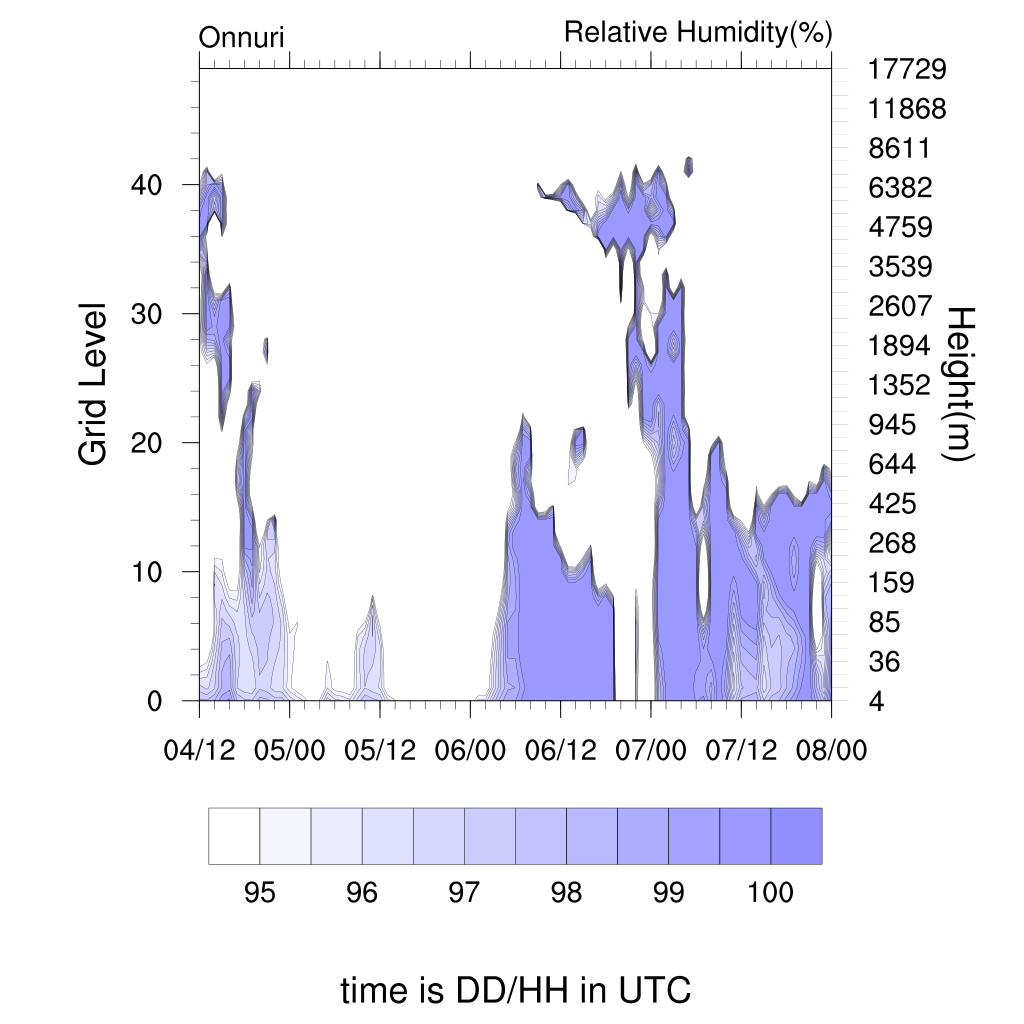 Onnuri Relative Humidity(%)
17729
11868
8611
40 6382
4759
3539
30 2607
1894
1352
945
20 644
425
268
10 159
85
36
0 4
Grid Level
Height(m)
04/12 05/00 05/12 06/00 06/12 07/00 07/12 08/00
95 96 97 98 99 100
time is DD/HH in UTC